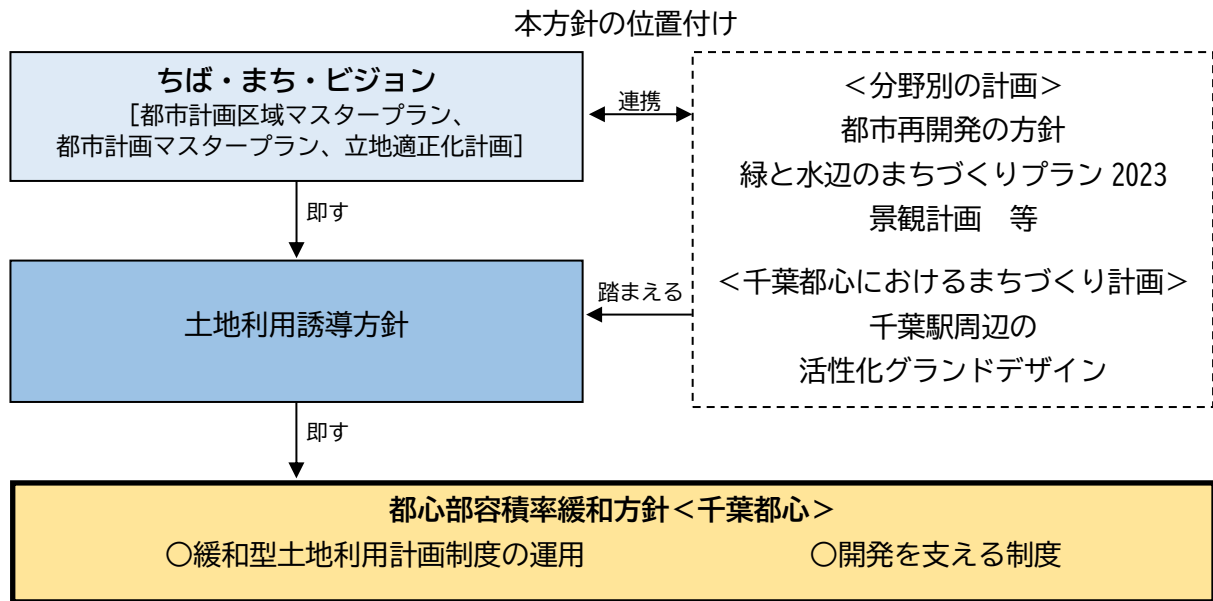 本方針の位置付け
ちば・まち・ビジョン
［都市計画区域マスタープラン、
都市計画マスタープラン、立地適正化計画］
連携
＜分野別の計画＞
都市再開発の方針
緑と水辺のまちづくりプラン 2023
景観計画　等
即す
土地利用誘導方針
踏まえる
＜千葉都心におけるまちづくり計画＞
千葉駅周辺の
活性化グランドデザイン
即す
都心部容積率緩和方針＜千葉都心＞
○緩和型土地利用計画制度の運用
○開発を支える制度